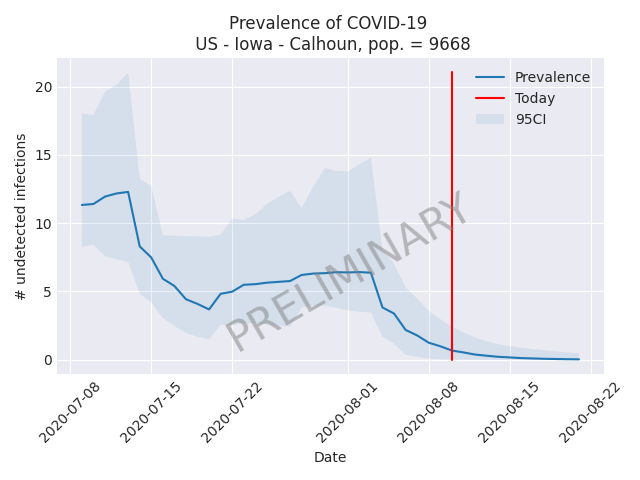 Prevalence of COVID-19
US - Iowa - Calhoun, pop. = 9668
# undetected infections
20
15
10
5
0
Prevalence
Today
95CI
PRELIMINARY
2020-07-08
2020-07-15
2020-07-22
2020-08-01
2020-08-08
2020-08-15
2020-08-22
Date